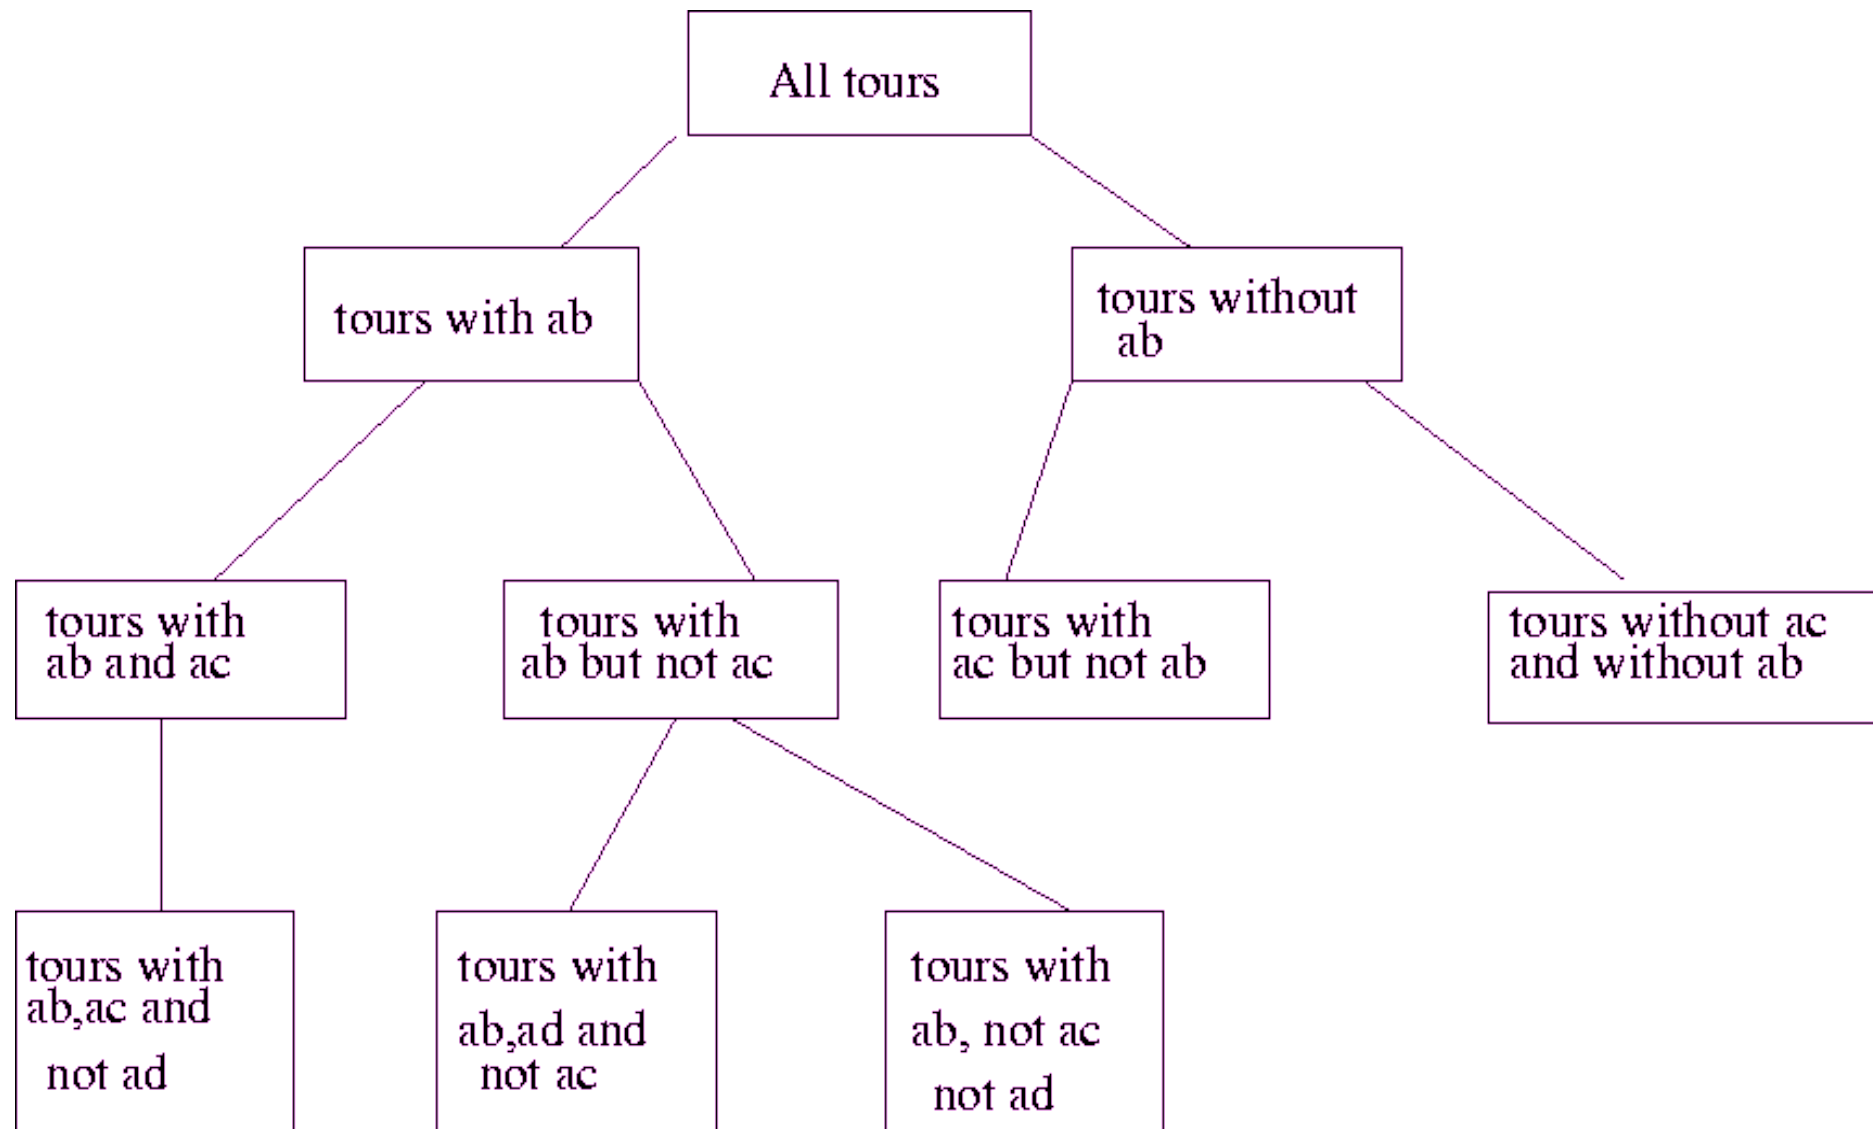 All tours
tours with ab
tours without
ab
tours with
ab and ac
tours with
ab but not ac
tours with
ac but not ab
tours without ac
and without ab
tours with
ab,ac and
not ad
tours with
ab,ad and
not ac
tours with
ab, not ac
not ad